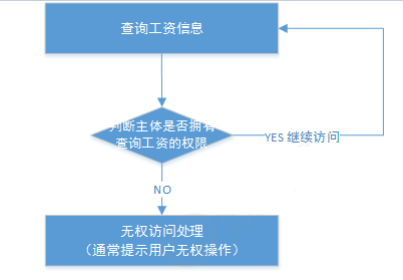 查询工资信息
判断主体是否拥有
查询工资的权限
YES 继续访问
NO
无权访问处理
（通常提示用户无权操作）